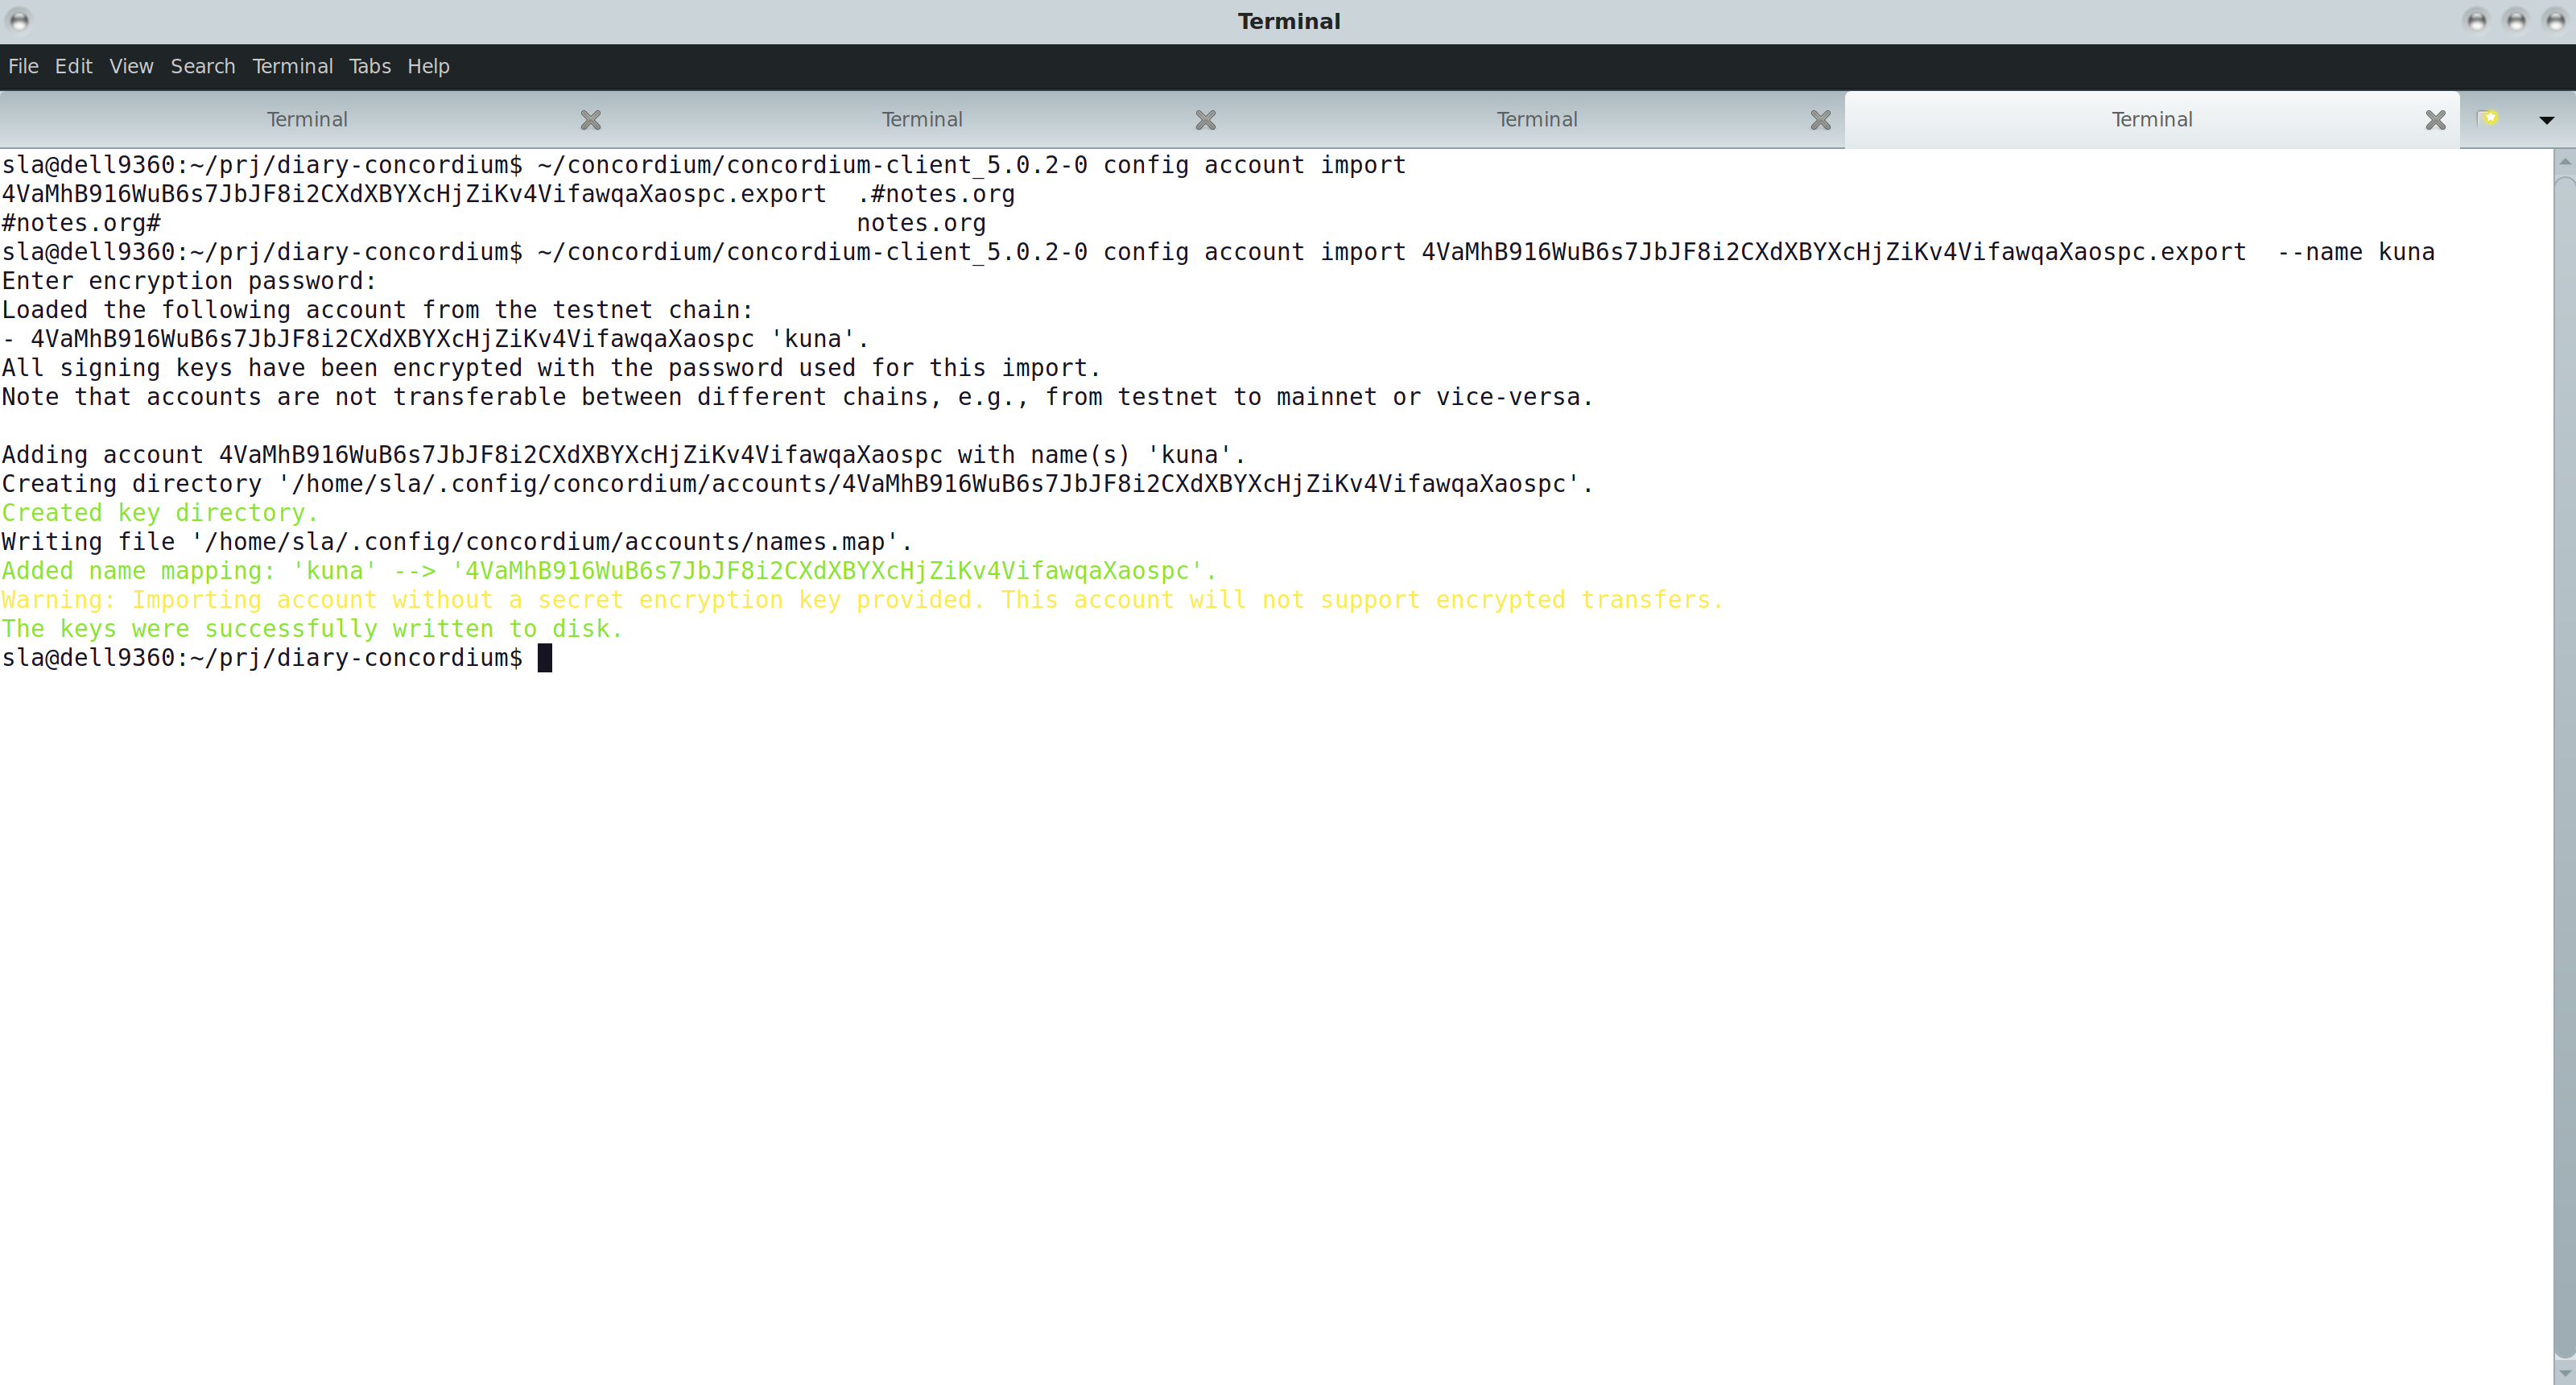 Terminal
File Edit View Search Terminal Tabs Help
Terminal Terminal Terminal Terminal
sla@dell9360:~/prj/diary-concordium$ ~/concordium/concordium-client_5.0.2-0 config account import
4VaMhB916WuB6s7JbJF8i2CXdXBYXcHjZiKv4VifawqaXaospc.export  .#notes.org
#notes.org#                                                notes.org
sla@dell9360:~/prj/diary-concordium$ ~/concordium/concordium-client_5.0.2-0 config account import 4VaMhB916WuB6s7JbJF8i2CXdXBYXcHjZiKv4VifawqaXaospc.export  --name kuna
Enter encryption password:
Loaded the following account from the testnet chain:
- 4VaMhB916WuB6s7JbJF8i2CXdXBYXcHjZiKv4VifawqaXaospc 'kuna'.
All signing keys have been encrypted with the password used for this import.
Note that accounts are not transferable between different chains, e.g., from testnet to mainnet or vice-versa.
Adding account 4VaMhB916WuB6s7JbJF8i2CXdXBYXcHjZiKv4VifawqaXaospc with name(s) 'kuna'.
Creating directory '/home/sla/.config/concordium/accounts/4VaMhB916WuB6s7JbJF8i2CXdXBYXcHjZiKv4VifawqaXaospc'.
Created key directory.
Writing file '/home/sla/.config/concordium/accounts/names.map'.
Added name mapping: 'kuna' --> '4VaMhB916WuB6s7JbJF8i2CXdXBYXcHjZiKv4VifawqaXaospc'.
Warning: Importing account without a secret encryption key provided. This account will not support encrypted transfers.
The keys were successfully written to disk.
sla@dell9360:~/prj/diary-concordium$